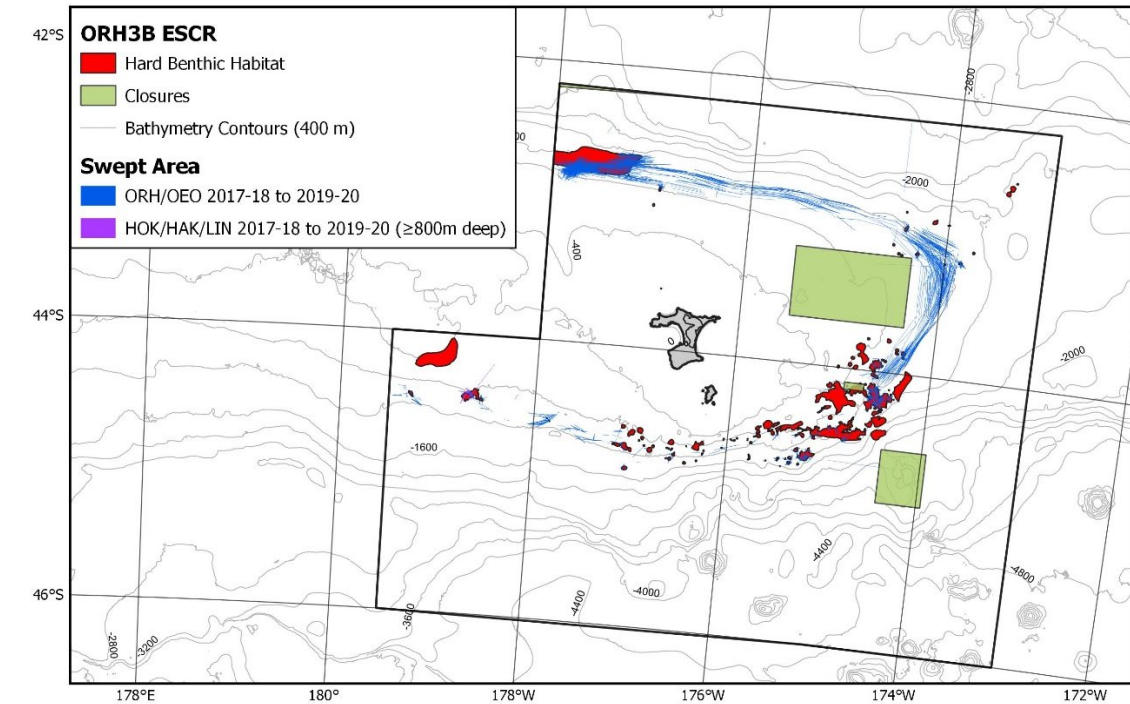 ORH3B ESCR
Hard Benthic Habitat
Closures
Bathymetry Contours (400 m)
Swept Area
ORH/OEO 2017-18 to 2019-20
HOK/HAK/LIN 2017-18 to 2019-20 (≥800m deep)
42°S
44°S
46°S
-2800
00
-2000
400
0
-2000
-1600
-4400
-4800
-4000
-4400
-3600
-2800
-3200
178°E
180°
178°W
176°W
174°W
172°W